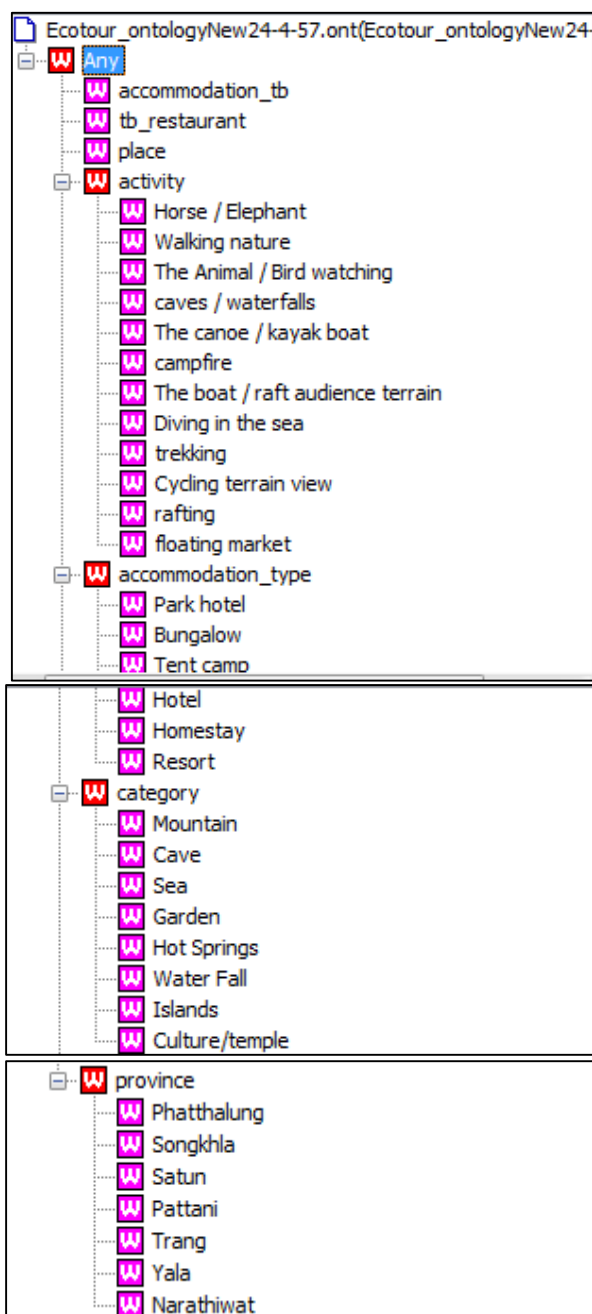 Ecotour_ontologyNew24-4-57.ont(Ecotour_ontologyNew24-
Any
accommodation_tb
tb_restaurant
place
activity
Horse / Elephant
Walking nature
The Animal / Bird watching
caves / waterfalls
The canoe / kayak boat
campfire
The boat / raft audience terrain
Diving in the sea
trekking
Cycling terrain view
rafting
floating market
accommodation_type
Park hotel
Bungalow
Tent camp
Hotel
Homestay
Resort
category
Mountain
Cave
Sea
Garden
Hot Springs
Water Fall
Islands
Culture/temple
province
Phatthalung
Songkhla
Satun
Pattani
Trang
Yala
Narathiwat